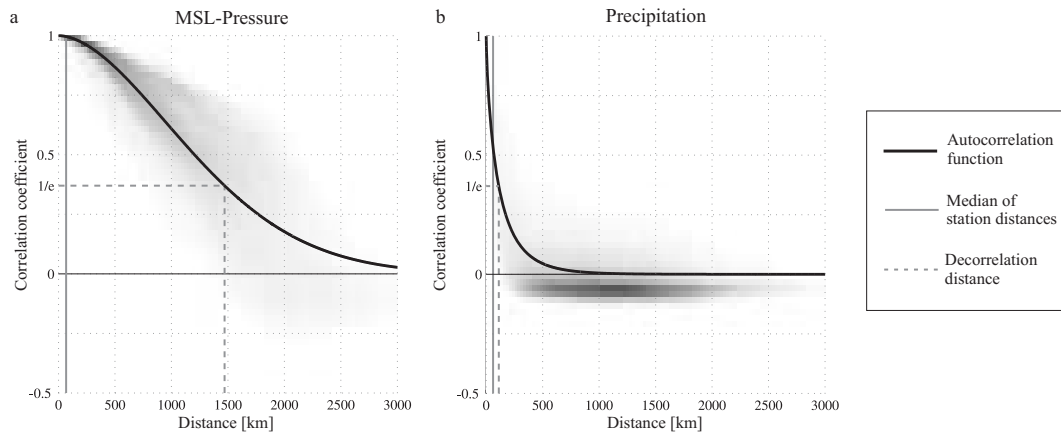 a
MSL-Pressure
1
0.5
1/e
0
-0.5
Correlation coefficient
0 500 1000 1500 2000 2500 3000
Distance [km]
b
Precipitation
1
0.5
1/e
0
-0.5
Correlation coefficient
0 500 1000 1500 2000 2500 3000
Distance [km]
Autocorrelation
function
Median of
station distances
Decorrelation
distance